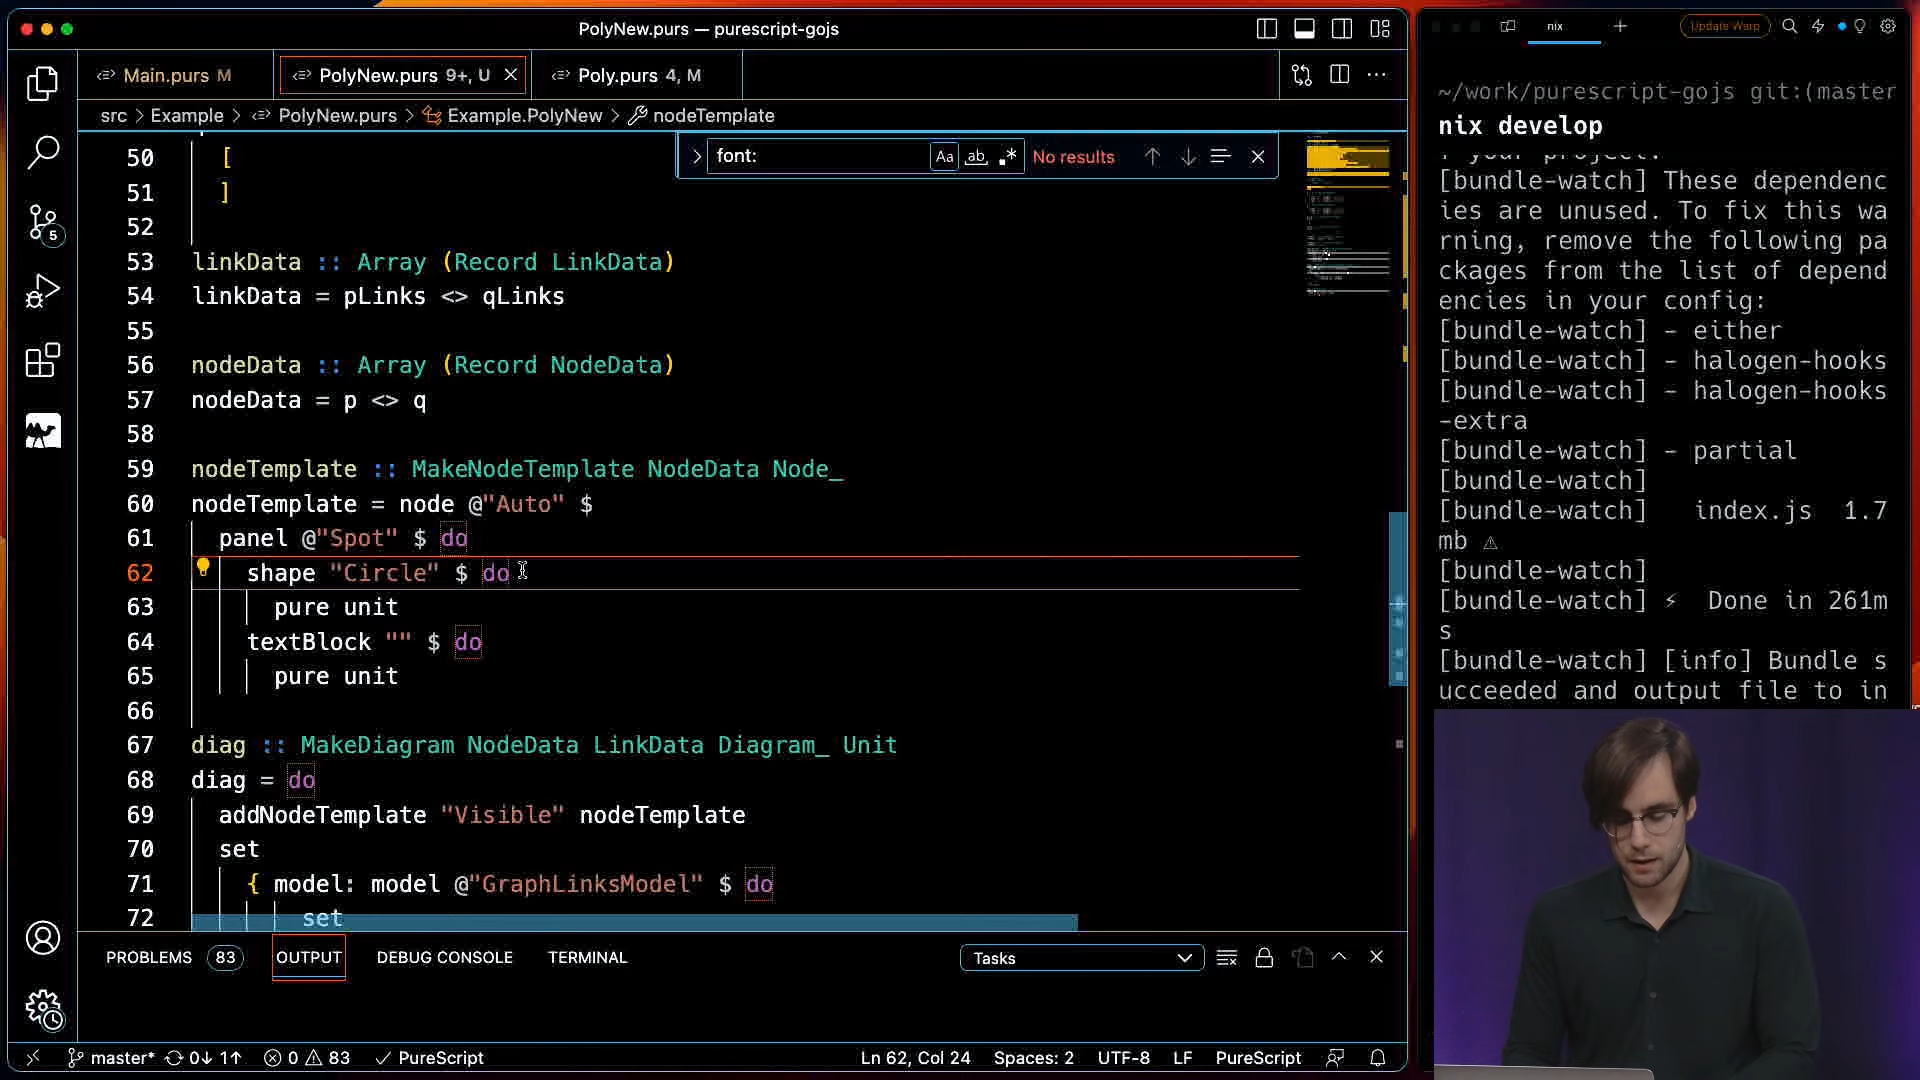 PolyNew.purs — purescript-gojs
Main.purs M
PolyNew.purs 9+, U
Poly.purs 4, M
src > Example > PolyNew.purs > Example.PolyNew > nodeTemplate
font:
Aa ab .*
No results
50 [
51 ]
52
53 linkData :: Array (Record LinkData)
54 linkData = pLinks <> qLinks
55
56 nodeData :: Array (Record NodeData)
57 nodeData = p <> q
58
59 nodeTemplate :: MakeNodeTemplate NodeData Node_
60 nodeTemplate = node @"Auto" $
61 panel @"Spot" $ do
62 shape "Circle" $ do
63 pure unit
64 textBlock "" $ do
65 pure unit
66
67 diag :: MakeDiagram NodeData LinkData Diagram_ Unit
68 diag = do
69 addNodeTemplate "Visible" nodeTemplate
70 set
71 { model: model @"GraphLinksModel" $ do
72 set
5
PROBLEMS 83 OUTPUT DEBUG CONSOLE TERMINAL
Tasks
master* 0↓ 1↑ 0 83 PureScript
Ln 62, Col 24 Spaces: 2 UTF-8 LF PureScript
nix
Update Warp
~/work/purescript-gojs git:(master
nix develop
f your project.
[bundle-watch] These dependenc
ies are unused. To fix this wa
rning, remove the following pa
ckages from the list of depend
encies in your config:
[bundle-watch] - either
[bundle-watch] - halogen-hooks
[bundle-watch] - halogen-hooks
-extra
[bundle-watch] - partial
[bundle-watch]
[bundle-watch] index.js 1.7
mb ⚠
[bundle-watch]
[bundle-watch] ⚡ Done in 261m
s
[bundle-watch] [info] Bundle s
ucceeded and output file to in